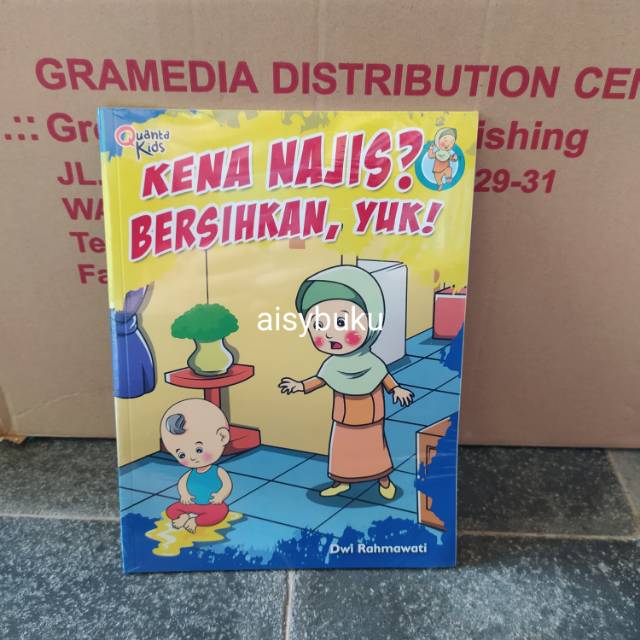 GRAMEDIA DISTRIBUTION CEN
.:: Gr ishing
JL. 29-31
WA
Te
Fa
Quanta
Kids
KENA NAJIS?
BERSIHKAN, YUK!
aisybuku
Dwi Rahmawati